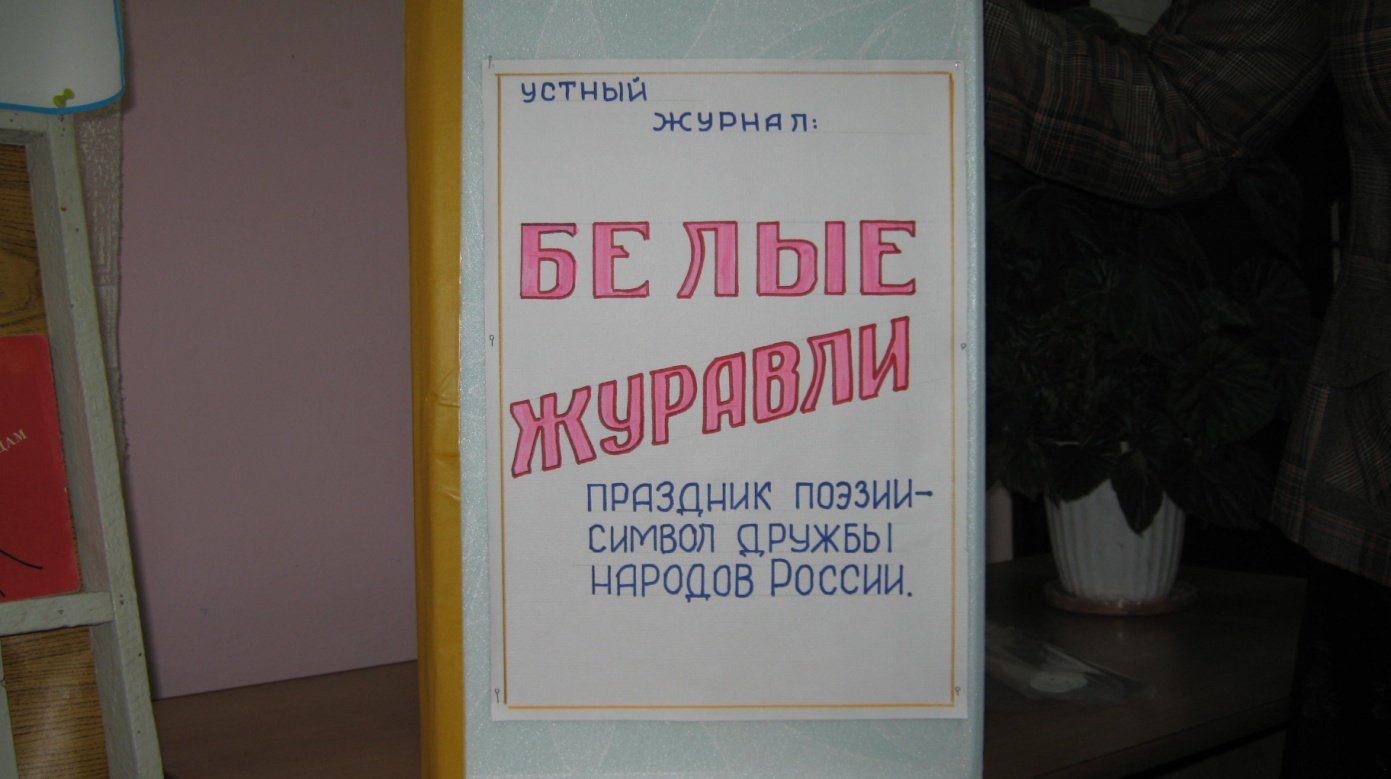 УСТНЫЙ
ЖУРНАЛ:
БЕЛЫЕ
ЖУРАВЛИ
ПРАЗДНИК ПОЭЗИИ-
СИМВОЛ ДРУЖБЫ
НАРОДОВ РОССИИ.